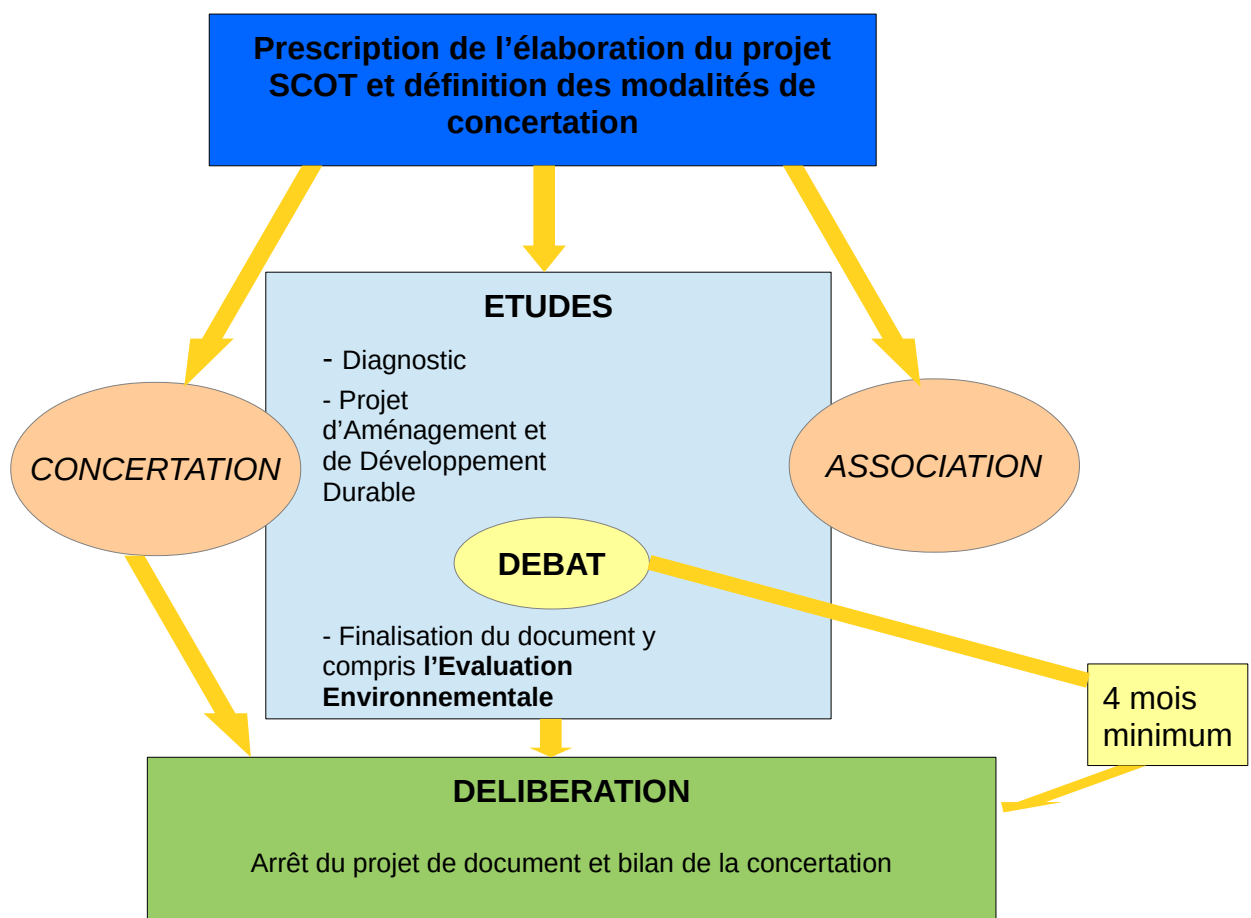 Prescription de l’élaboration du projet
SCOT et définition des modalités de
concertation
ETUDES
- Diagnostic
- Projet
d’Aménagement et
de Développement
Durable
CONCERTATION
ASSOCIATION
DEBAT
- Finalisation du document y
compris l’Evaluation
Environnementale
4 mois
minimum
DELIBERATION
Arrêt du projet de document et bilan de la concertation